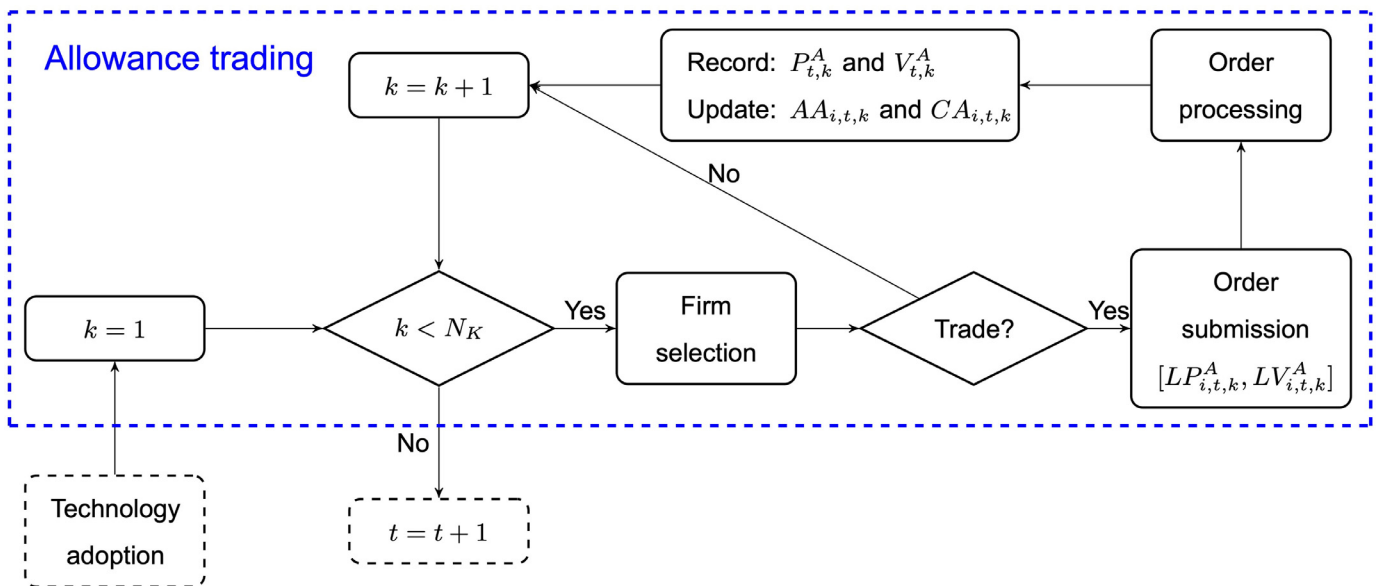 Allowance trading
k = k + 1
Record: P^A_{t,k} and V^A_{t,k}
Update: AA_{i,t,k} and CA_{i,t,k}
Order
processing
No
k = 1
k < N_K
Yes
Firm
selection
Trade?
Yes
Order
submission
[LP^A_{i,t,k}, LV^A_{i,t,k}]
No
Technology
adoption
t = t + 1